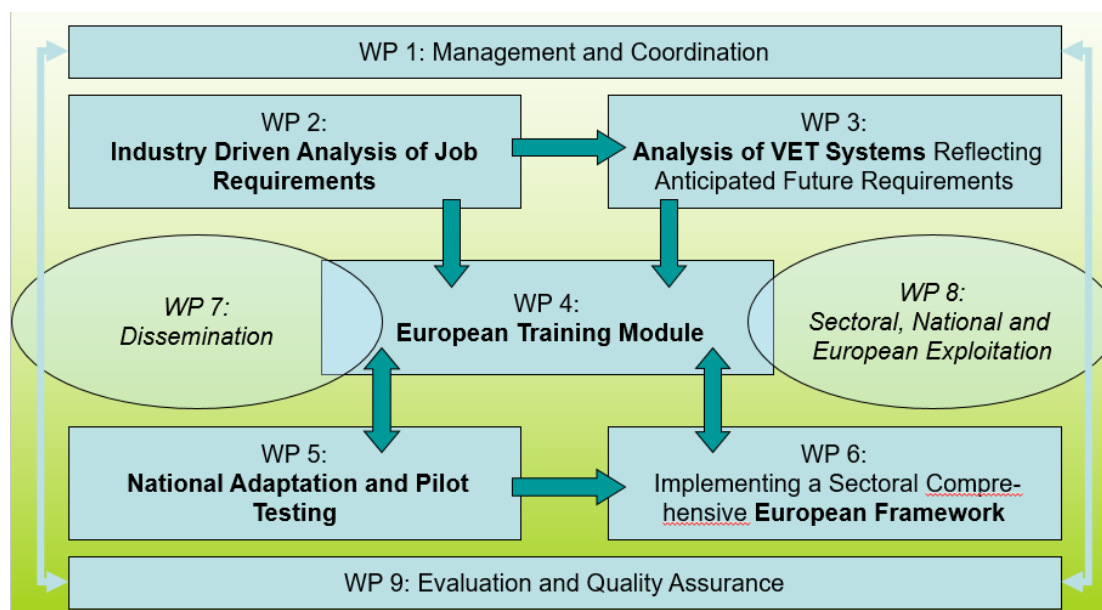 WP 1: Management and Coordination
WP 2:
Industry Driven Analysis of Job
Requirements
WP 3:
Analysis of VET Systems Reflecting
Anticipated Future Requirements
WP 7:
Dissemination
WP 4:
European Training Module
WP 8:
Sectoral, National and
European Exploitation
WP 5:
National Adaptation and Pilot
Testing
WP 6:
Implementing a Sectoral Compre-
hensive European Framework
WP 9: Evaluation and Quality Assurance